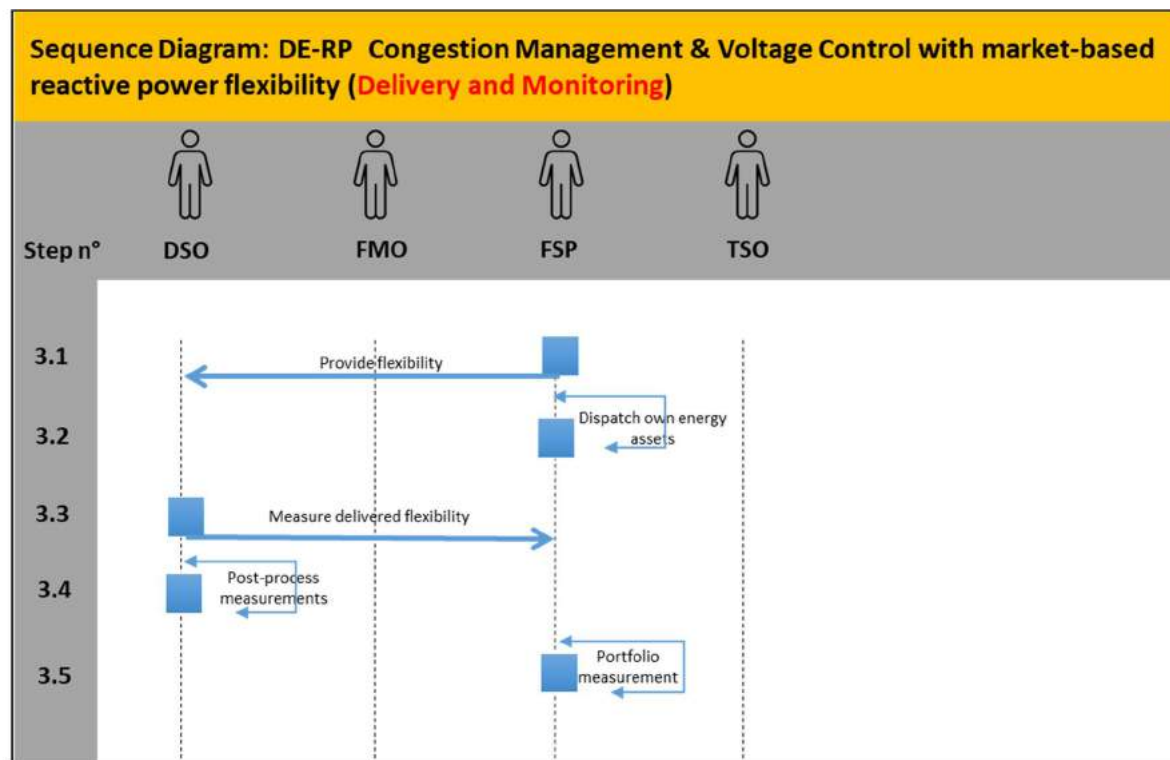 Sequence Diagram: DE-RP Congestion Management & Voltage Control with market-based
reactive power flexibility (Delivery and Monitoring)
Step n° DSO FMO FSP TSO
3.1
Provide flexibility
3.2
Dispatch own energy
assets
3.3
Measure delivered flexibility
3.4
Post-process
measurements
3.5
Portfolio
measurement